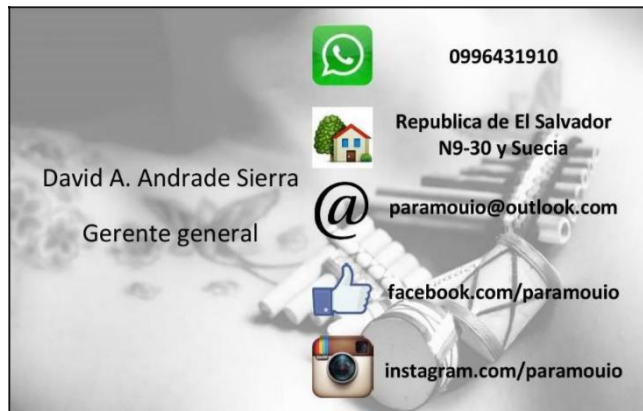 David A. Andrade Sierra
Gerente general
0996431910
Republica de El Salvador
N9-30 y Suecia
@
paramouio@outlook.com
facebook.com/paramouio
instagram.com/paramouio